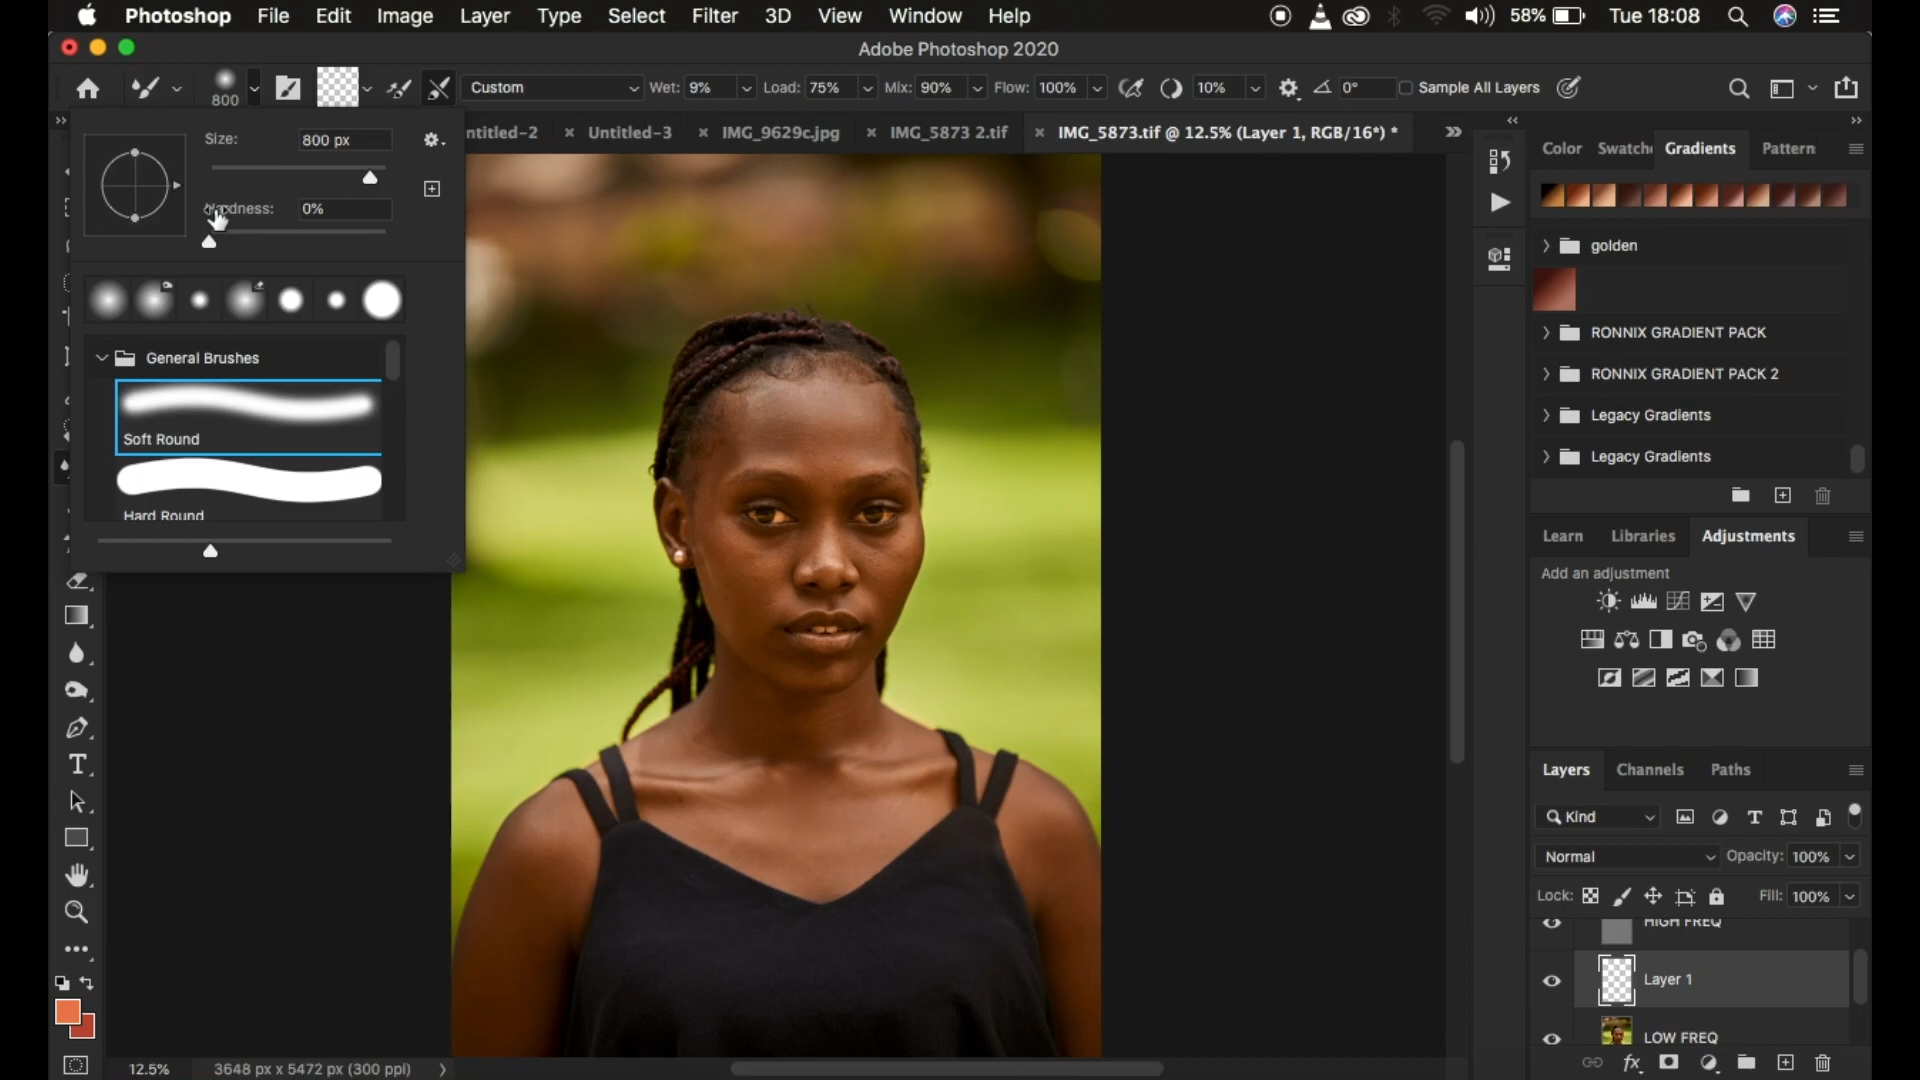 Photoshop File Edit Image Layer Type Select Filter 3D View Window Help 58% Tue 18:08
Adobe Photoshop 2020
800 Custom Wet: 9% Load: 75% Mix: 90% Flow: 100% 10% 0° Sample All Layers
ntitled-2 × Untitled-3 × IMG_9629c.jpg × IMG_5873 2.tif × IMG_5873.tif @ 12.5% (Layer 1, RGB/16*) *
Size: 800 px
Hardness: 0%
General Brushes
Soft Round
Hard Round
Color Swatche Gradients Pattern
golden
RONNIX GRADIENT PACK
RONNIX GRADIENT PACK 2
Legacy Gradients
Legacy Gradients
Learn Libraries Adjustments
Add an adjustment
Layers Channels Paths
Kind
Normal Opacity: 100%
Lock: Fill: 100%
HIGH FREQ
Layer 1
LOW FREQ
12.5% 3648 px x 5472 px (300 ppi)